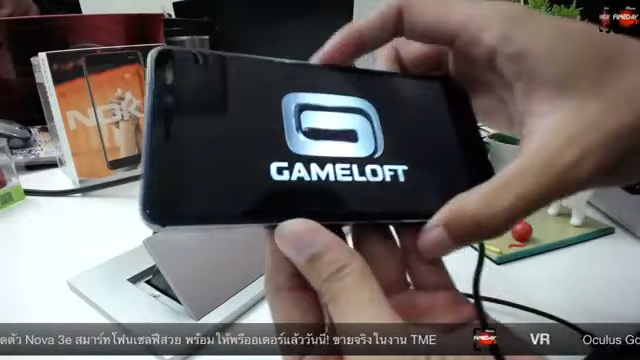 GAMELOFT
ดตัว Nova 3e สมาร์ทโฟนเซลฟี่สวย พร้อมให้พรีออเดอร์แล้ววันนี้! ขายจริงในงาน TME
VR
Oculus Go